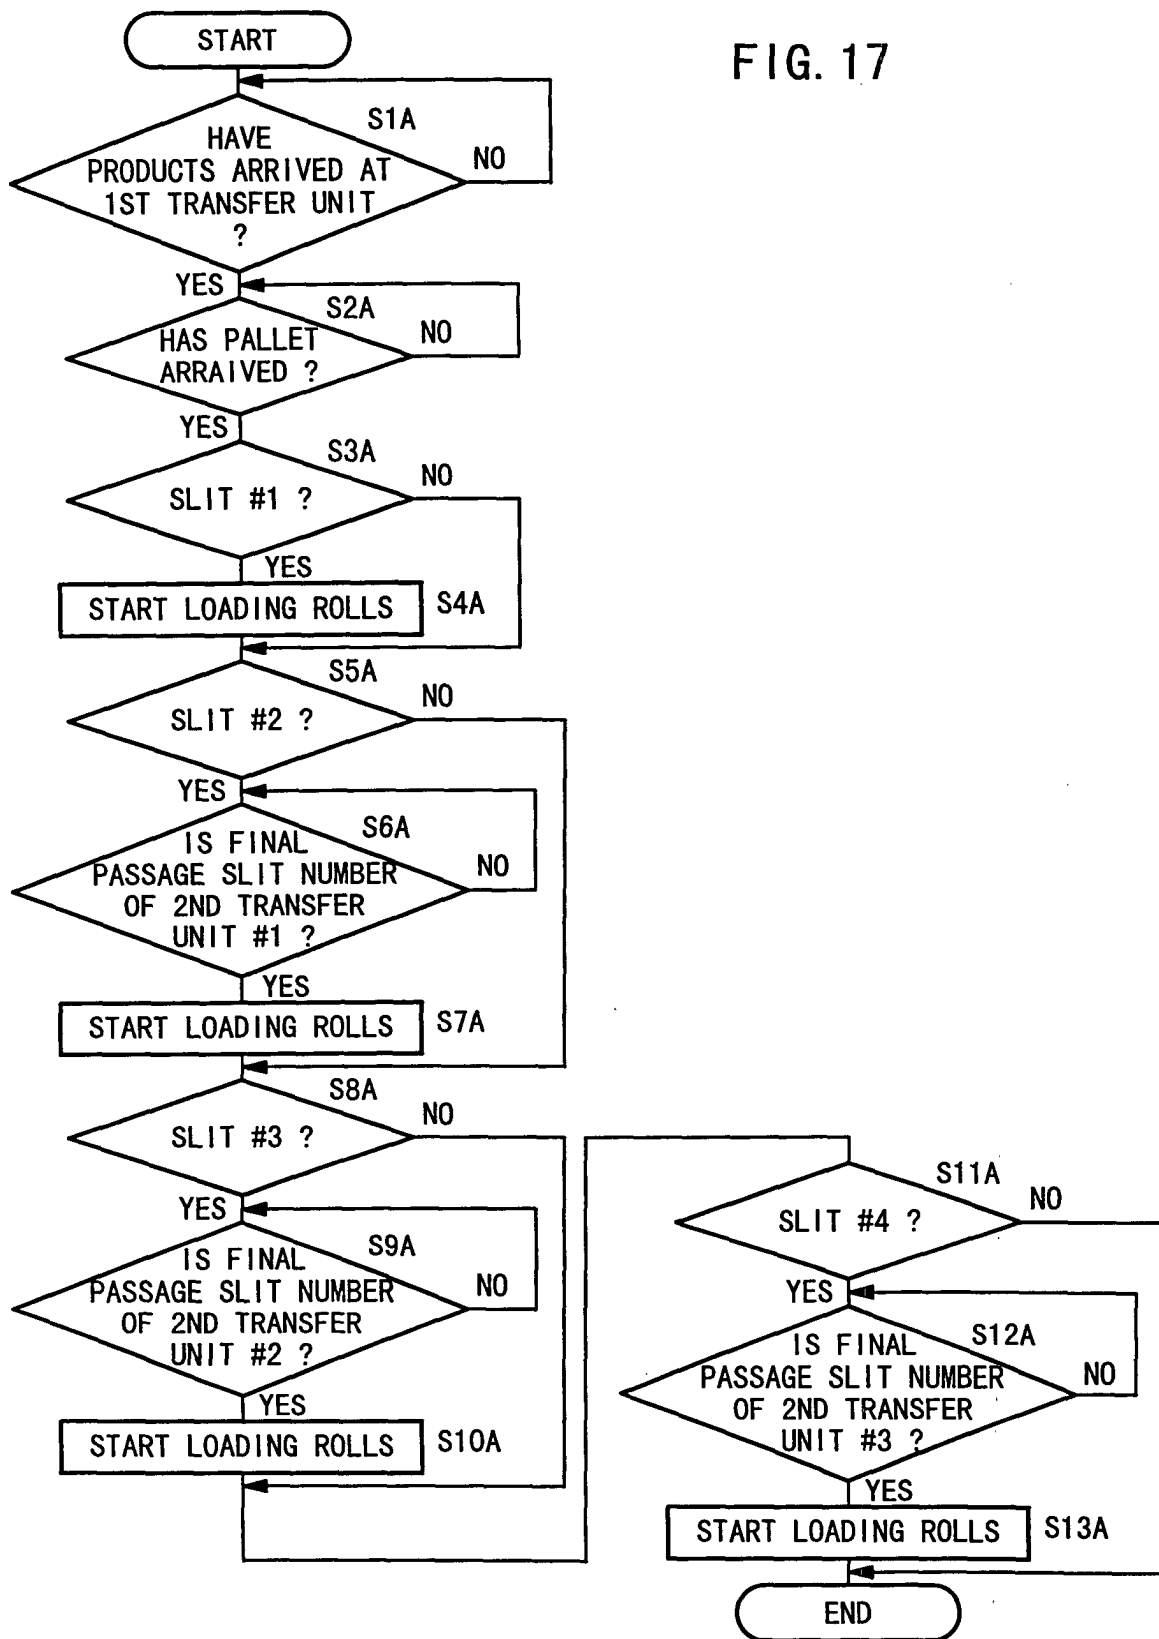 FIG. 17
START
S1A
HAVE
PRODUCTS ARRIVED AT
1ST TRANSFER UNIT
?
NO
YES
S2A
HAS PALLET
ARRAIVED ?
NO
YES
S3A
SLIT #1 ?
NO
YES
START LOADING ROLLS
S4A
S5A
SLIT #2 ?
NO
YES
S6A
IS FINAL
PASSAGE SLIT NUMBER
OF 2ND TRANSFER
UNIT #1 ?
NO
YES
START LOADING ROLLS
S7A
S8A
SLIT #3 ?
NO
YES
S9A
IS FINAL
PASSAGE SLIT NUMBER
OF 2ND TRANSFER
UNIT #2 ?
NO
YES
START LOADING ROLLS
S10A
S11A
SLIT #4 ?
NO
YES
S12A
IS FINAL
PASSAGE SLIT NUMBER
OF 2ND TRANSFER
UNIT #3 ?
NO
YES
START LOADING ROLLS
S13A
END